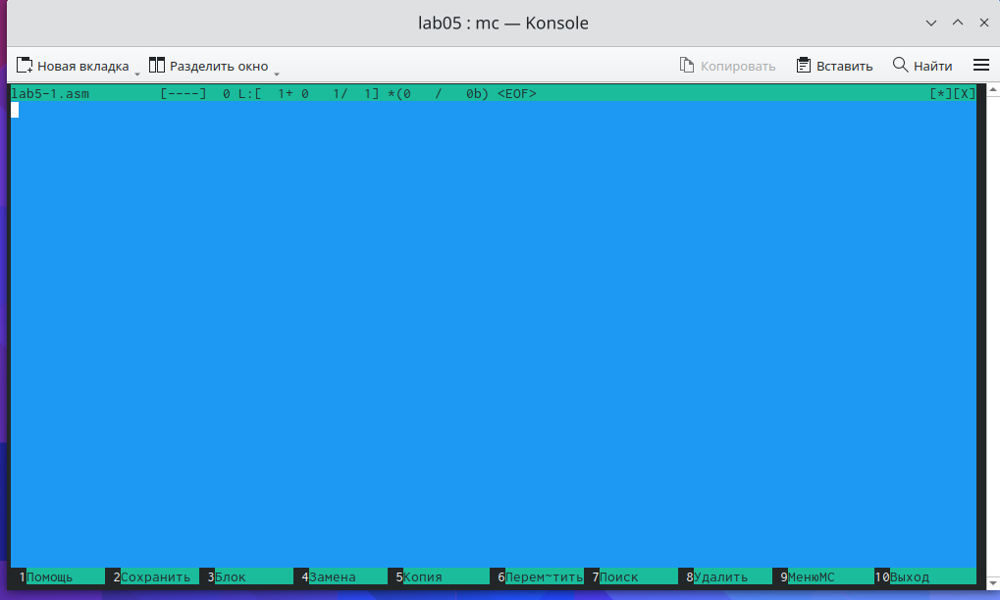 lab05 : mc — Konsole
Новая вкладка Разделить окно Копировать Вставить Найти
lab5-1.asm [----] 0 L:[ 1+ 0 1/ 1] *(0 / 0b) <EOF> [*][X]
1Помощь 2Сохранить 3Блок 4Замена 5Копия 6Перем~тить 7Поиск 8Удалить 9МенюMC 10Выход